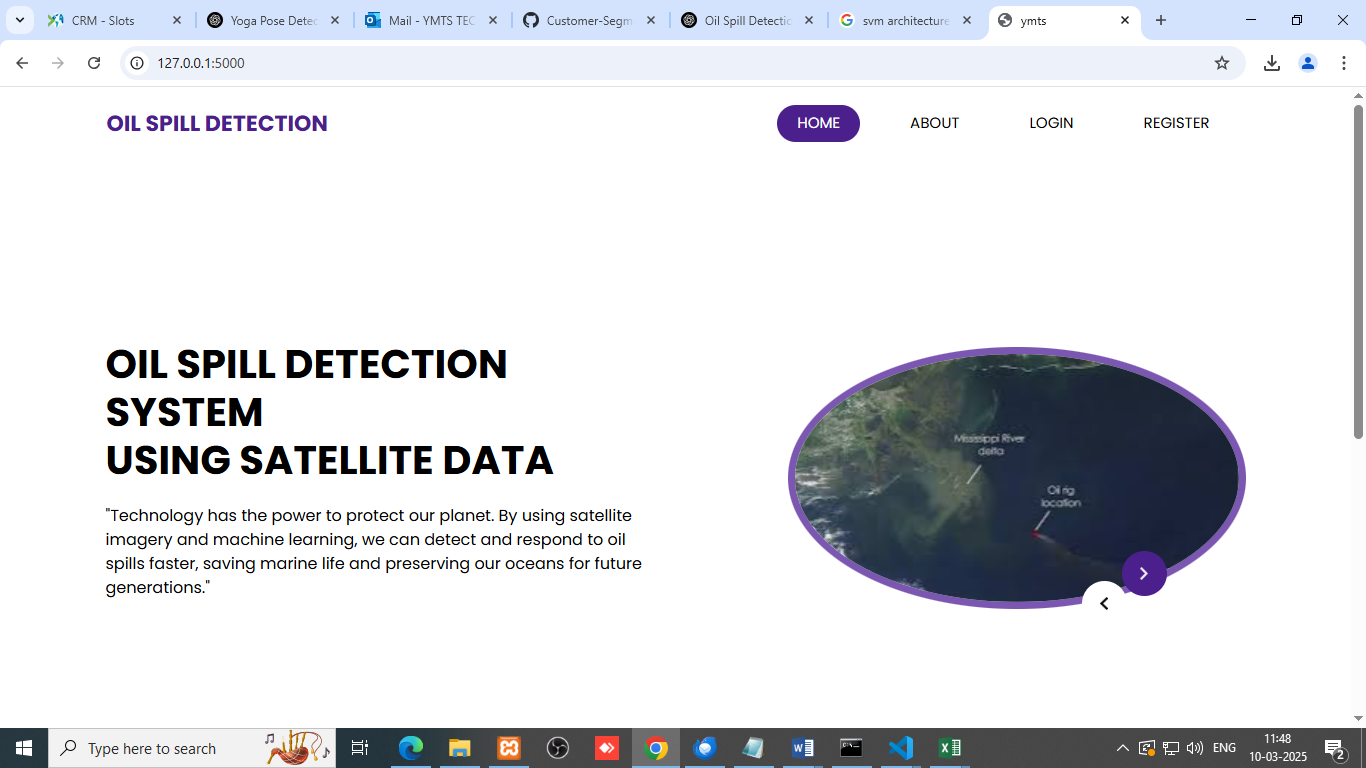 CRM - Slots
Yoga Pose Detec
Mail - YMTS TEC
Customer-Segm
Oil Spill Detectio
svm architecture
ymts
127.0.0.1:5000
OIL SPILL DETECTION
HOME
ABOUT
LOGIN
REGISTER
OIL SPILL DETECTION
SYSTEM
USING SATELLITE DATA
"Technology has the power to protect our planet. By using satellite
imagery and machine learning, we can detect and respond to oil
spills faster, saving marine life and preserving our oceans for future
generations."
Mississippi River
delta
Oil rig
location
Type here to search
ENG
11:48
10-03-2025
2